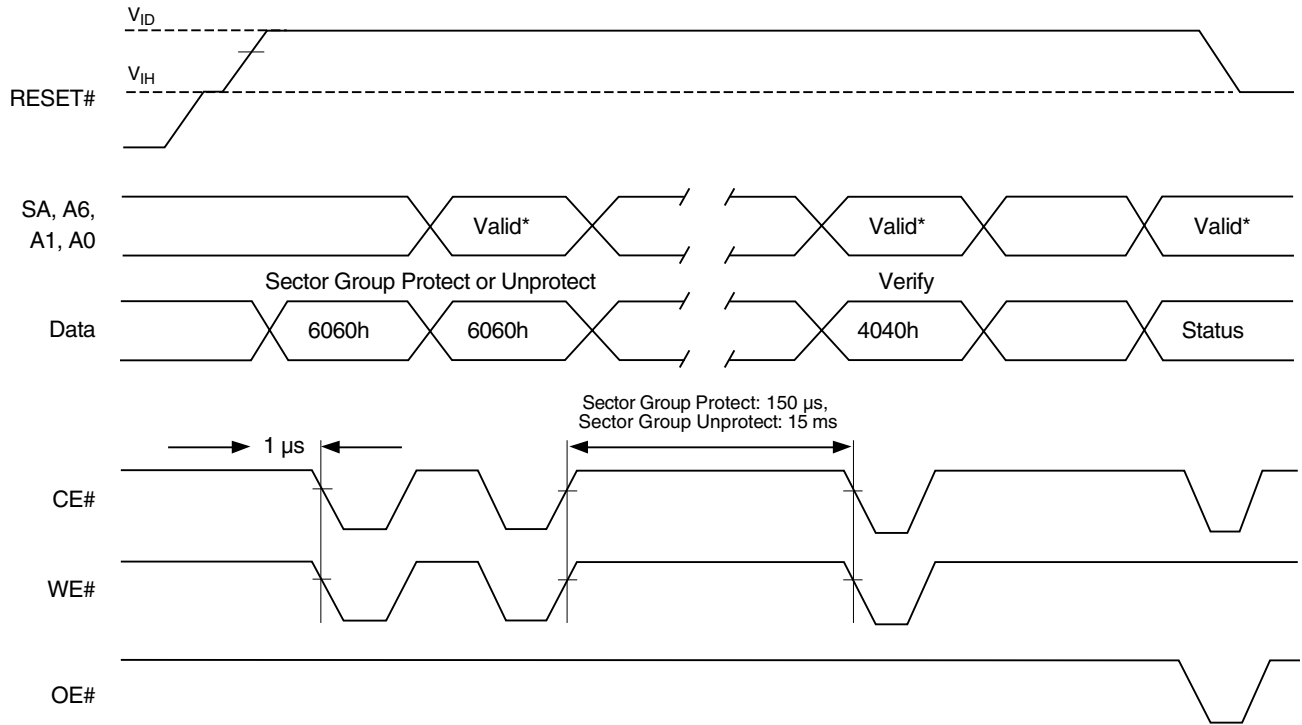 VID
VIH
RESET#
SA, A6,
A1, A0
Valid*
Valid*
Valid*
Sector Group Protect or Unprotect
Verify
Data
6060h
6060h
4040h
Status
Sector Group Protect: 150 µs,
Sector Group Unprotect: 15 ms
1 µs
CE#
WE#
OE#